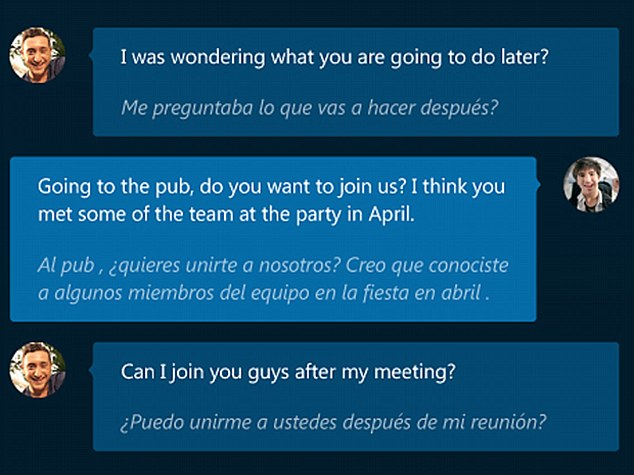 I was wondering what you are going to do later?
Me preguntaba lo que vas a hacer después?
Going to the pub, do you want to join us? I think you
met some of the team at the party in April.
Al pub , ¿quieres unirte a nosotros? Creo que conociste
a algunos miembros del equipo en la fiesta en abril .
Can I join you guys after my meeting?
¿Puedo unirme a ustedes después de mi reunión?